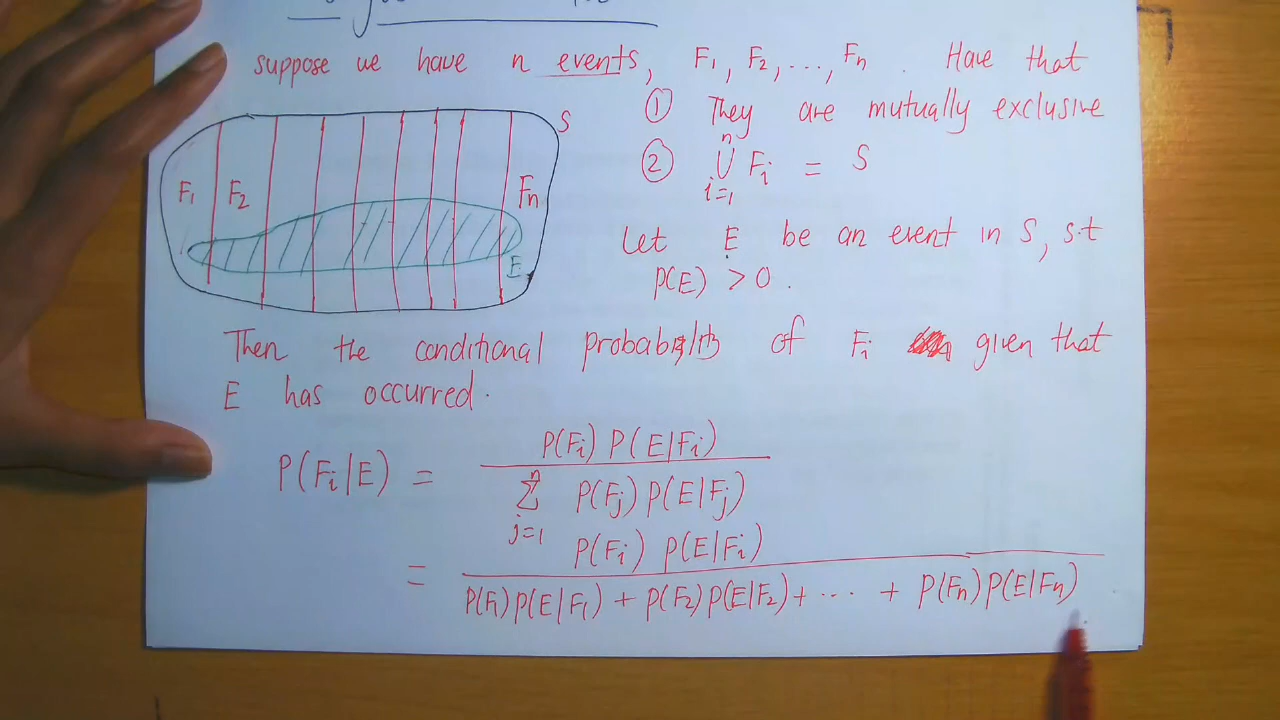 suppose we have n events, F₁, F₂, ..., Fn. Have that
① They are mutually exclusive
② ⋃_{i=1}^{n} Fᵢ = S
S
F₁ F₂ Fn
E
Let E be an event in S, s.t
P(E) > 0.
Then the conditional probability of Fᵢ given that
E has occurred.
P(Fᵢ|E) = P(Fᵢ) P(E|Fᵢ) / ∑_{j=1}^{n} P(Fⱼ) P(E|Fⱼ)
= P(Fᵢ) P(E|Fᵢ) / P(F₁)P(E|F₁) + P(F₂)P(E|F₂) + ... + P(Fn)P(E|Fn)